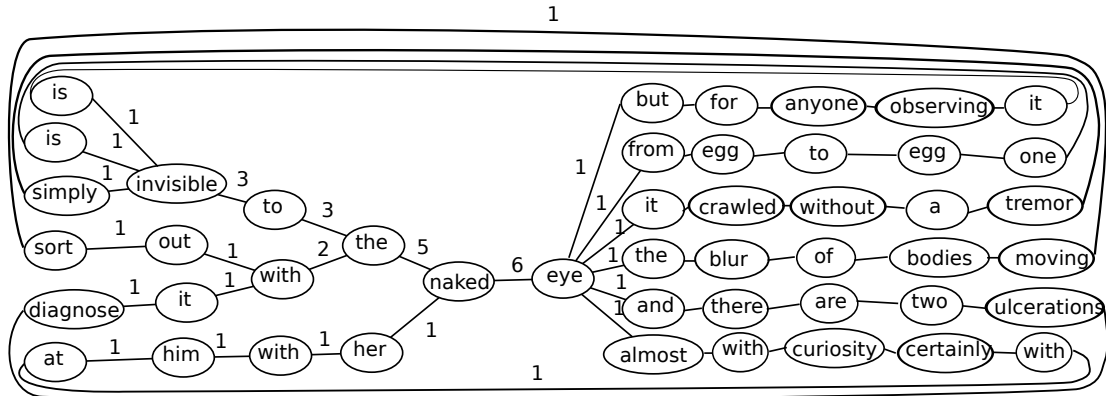 1
is 1 but for anyone observing it
is 1 1 from egg to egg one
simply 1 invisible 3 to 3 1 1 it crawled without a tremor
sort 1 out 1 2 the 5 6 1 the blur of bodies moving
diagnose 1 it 1 with naked eye 1 and there are two ulcerations
at 1 him 1 with 1 her 1 1 almost with curiosity certainly with
1